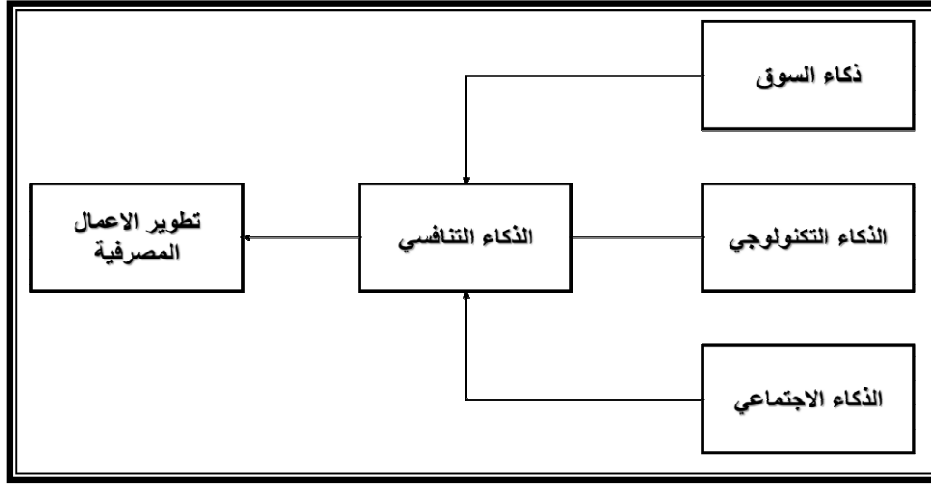 ذكاء السوق
الذكاء التكنولوجي
الذكاء التنافسي
تطوير الاعمال
المصرفية
الذكاء الاجتماعي